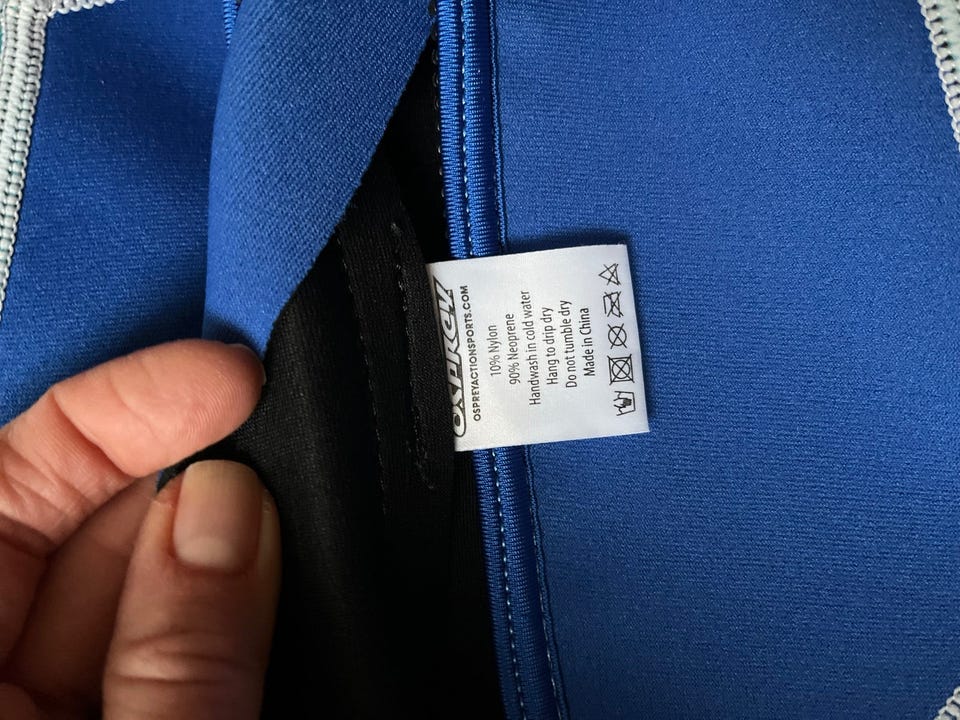 OSPREY
OSPREYACTIONSPORTS.COM
10% Nylon
90% Neoprene
Handwash in cold water
Hang to drip dry
Do not tumble dry
Made in China